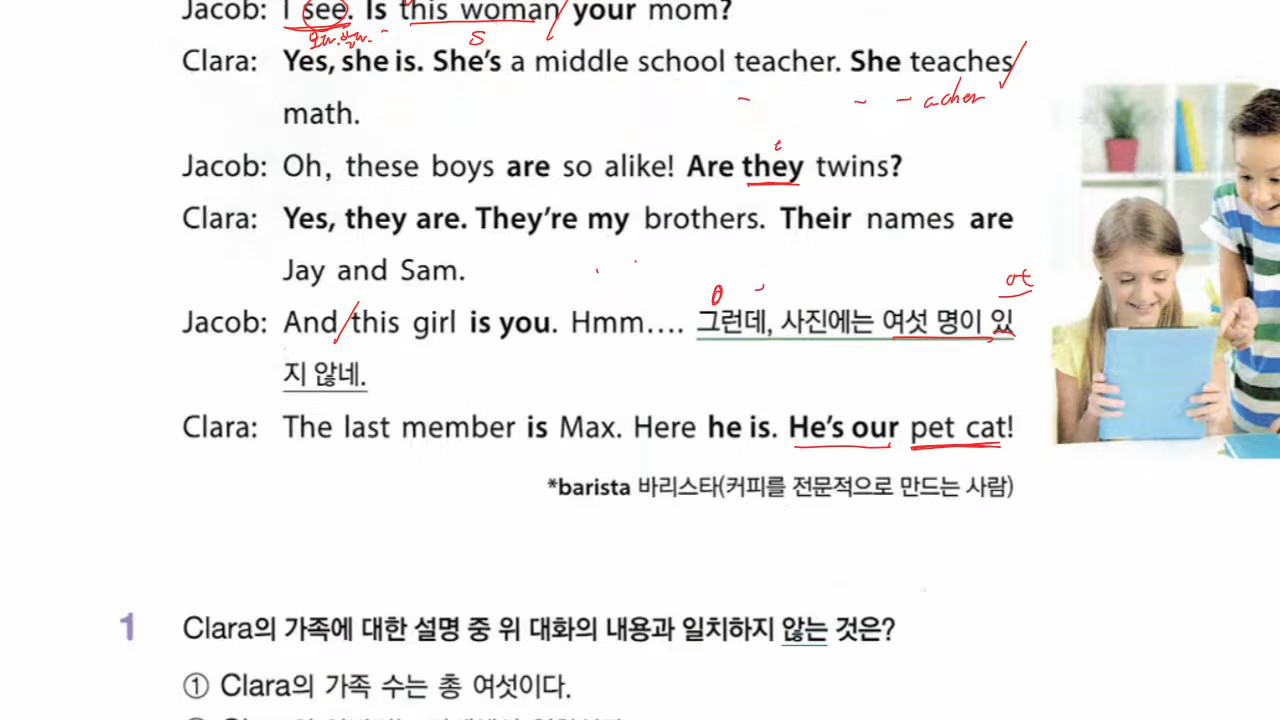 Jacob: I see. Is this woman your mom?
S
Clara: Yes, she is. She's a middle school teacher. She teaches
math.
Jacob: Oh, these boys are so alike! Are they twins?
Clara: Yes, they are. They're my brothers. Their names are
Jay and Sam.
Jacob: And this girl is you. Hmm…. 그런데, 사진에는 여섯 명이 있
지 않네.
Clara: The last member is Max. Here he is. He's our pet cat!
*barista 바리스타(커피를 전문적으로 만드는 사람)
1 Clara의 가족에 대한 설명 중 위 대화의 내용과 일치하지 않는 것은?
① Clara의 가족 수는 총 여섯이다.